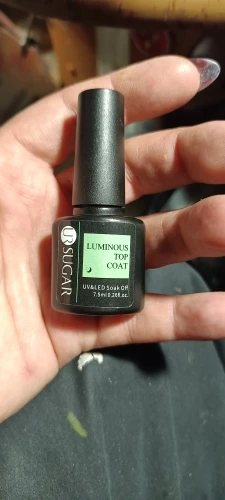 UR SUGAR
LUMINOUS
TOP
COAT
UV&LED Soak Off
7.5ml 0.26fl.oz.